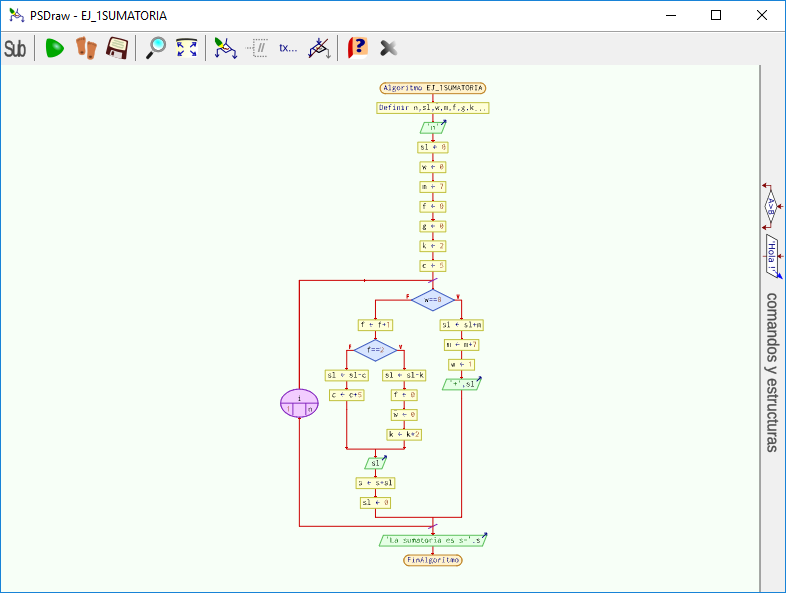 PSDraw - EJ_1SUMATORIA
Sub
tx...
Algoritmo EJ_1SUMATORIA
Definir n,sl,w,m,f,g.k...
'n'
sl ← 0
w ← 0
m ← 7
f ← 0
g ← 0
k ← 2
c ← 5
w==0
F
V
f ← f+1
sl ← sl+m
m ← m+7
w ← 1
'+',sl
f==2
F
V
sl ← sl-c
sl ← sl-k
c ← c+5
f ← 0
w ← 0
k ← k+2
i
1
n
sl
s ← s+sl
sl ← 0
'La sumatoria es s='.s
FinAlgoritmo
A>B
'Hola !'
comandos y estructuras